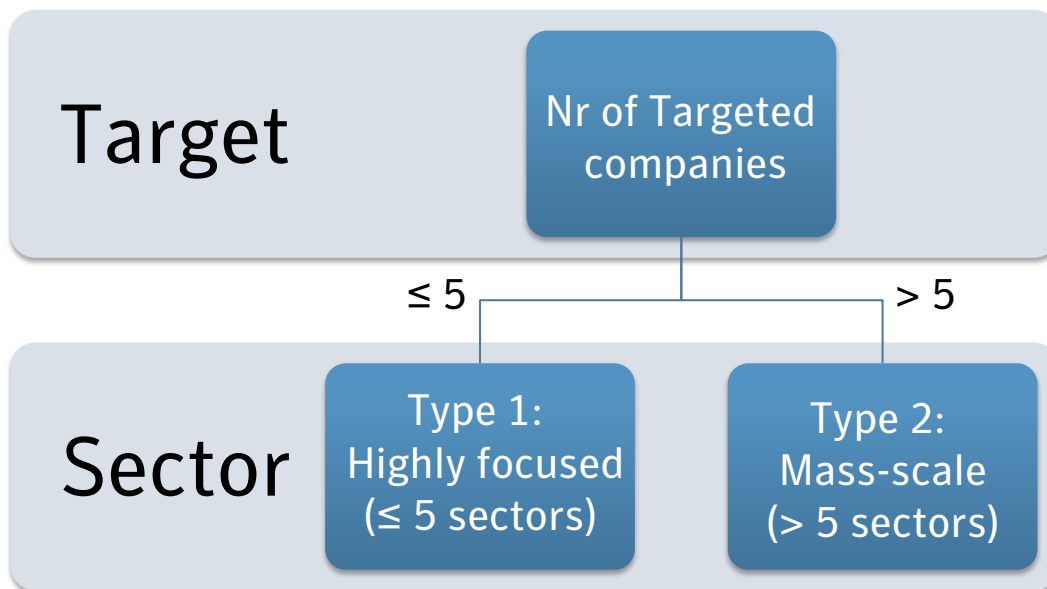 Target
Nr of Targeted
companies
≤ 5
> 5
Sector
Type 1:
Highly focused
(≤ 5 sectors)
Type 2:
Mass-scale
(> 5 sectors)